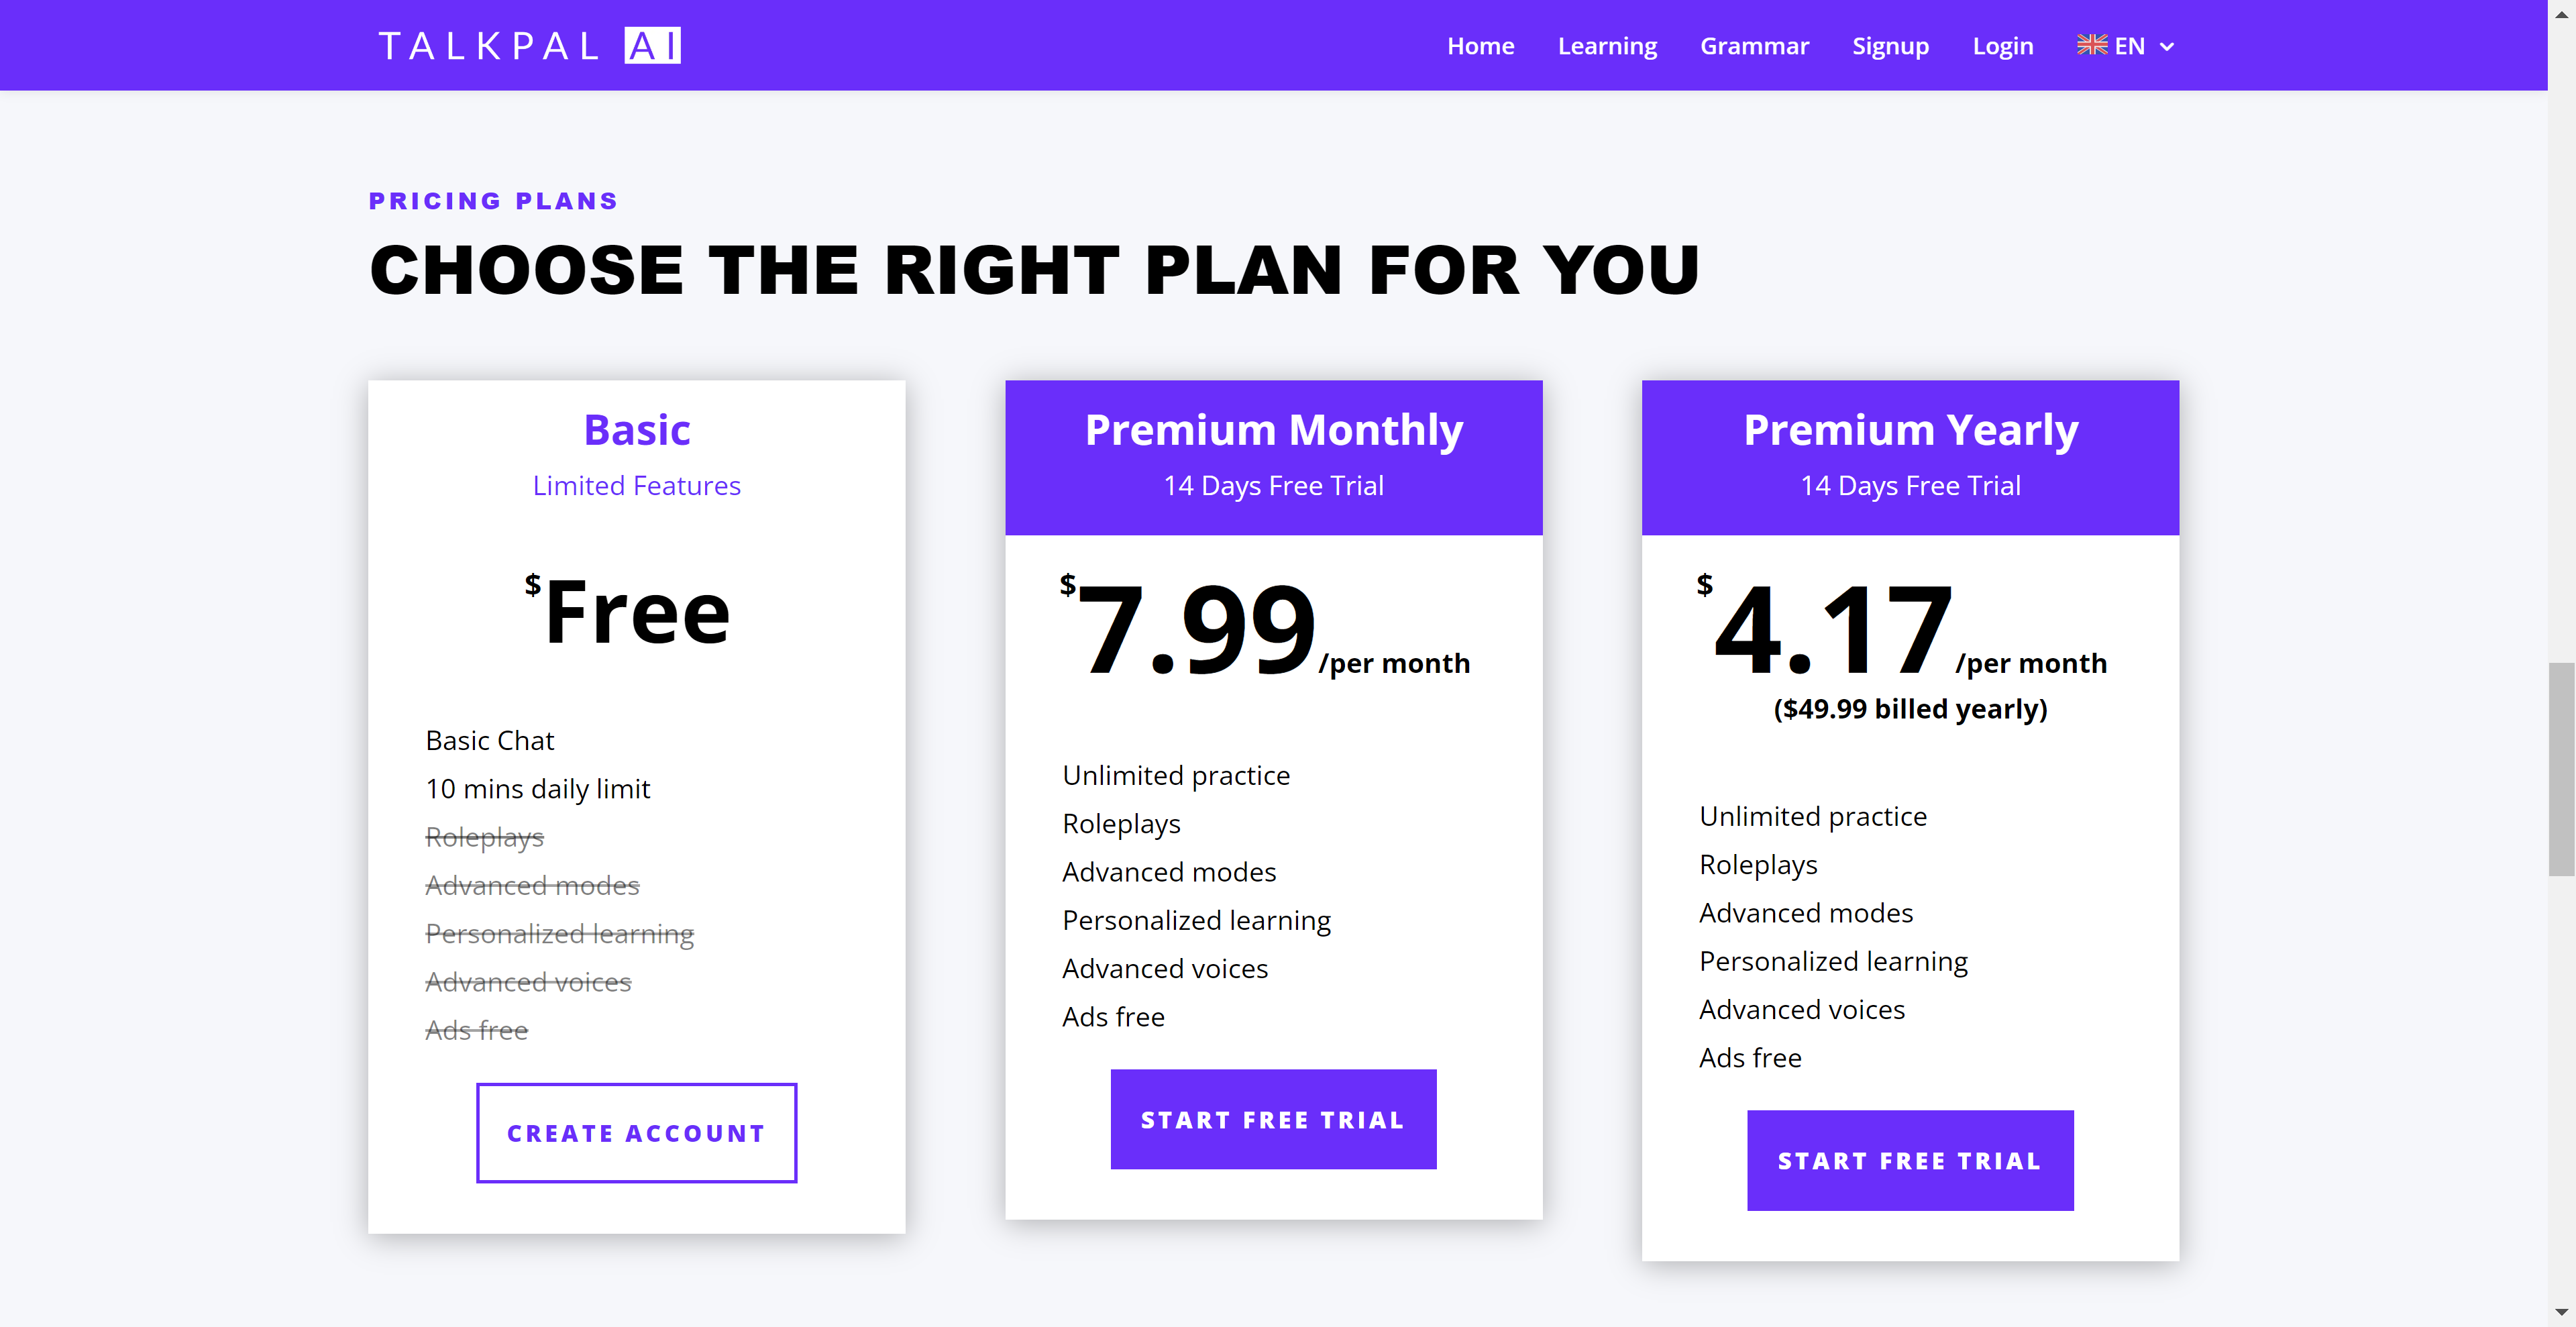 TALKPAL AI
Home Learning Grammar Signup Login EN
PRICING PLANS
CHOOSE THE RIGHT PLAN FOR YOU
Basic
Limited Features
$Free
Basic Chat
10 mins daily limit
Roleplays
Advanced modes
Personalized learning
Advanced voices
Ads free
CREATE ACCOUNT
Premium Monthly
14 Days Free Trial
$7.99/per month
Unlimited practice
Roleplays
Advanced modes
Personalized learning
Advanced voices
Ads free
START FREE TRIAL
Premium Yearly
14 Days Free Trial
$4.17/per month
($49.99 billed yearly)
Unlimited practice
Roleplays
Advanced modes
Personalized learning
Advanced voices
Ads free
START FREE TRIAL